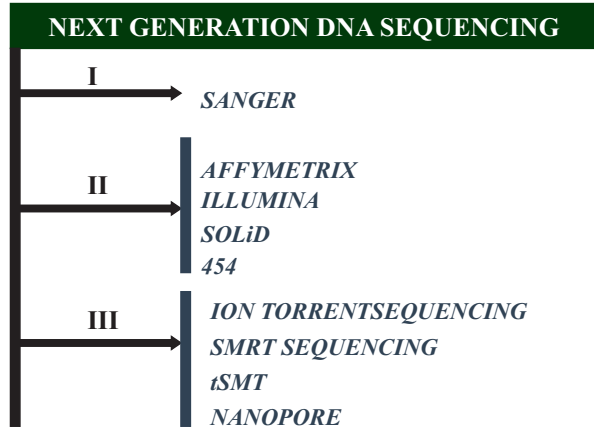 NEXT GENERATION DNA SEQUENCING
I
SANGER
II
AFFYMETRIX
ILLUMINA
SOLiD
454
III
ION TORRENTSEQUENCING
SMRT SEQUENCING
tSMT
NANOPORE